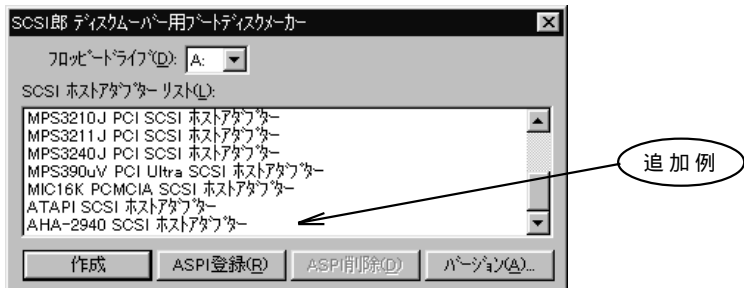 SCSI郎 ディスクムーバー用ブートディスクメーカー
フロッピードライブ(D): A:
SCSI ホストアダプター リスト(L):
MPS3210J PCI SCSI ホストアダプター
MPS3211J PCI SCSI ホストアダプター
MPS3240J PCI SCSI ホストアダプター
MPS390uV PCI Ultra SCSI ホストアダプター
MIC16K PCMCIA SCSI ホストアダプター
ATAPI SCSI ホストアダプター
AHA-2940 SCSI ホストアダプター
追加例
作成 ASPI登録(R) ASPI削除(D) バージョン(A)...